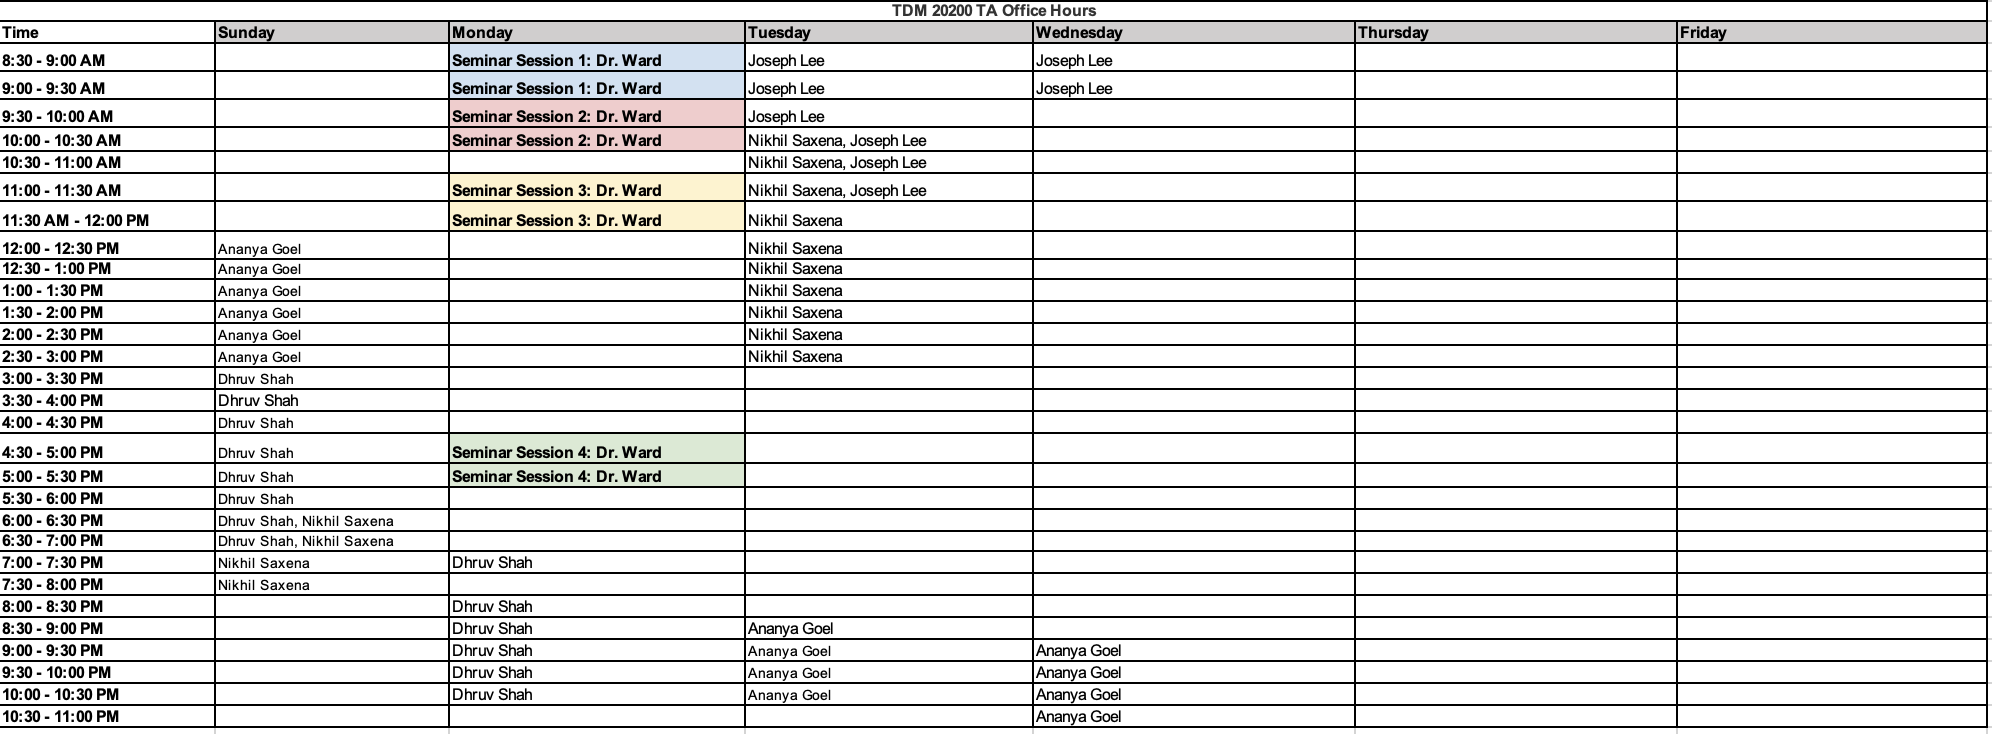 TDM 20200 TA Office Hours
Time Sunday Monday Tuesday Wednesday Thursday Friday
8:30 - 9:00 AM Seminar Session 1: Dr. Ward Joseph Lee Joseph Lee
9:00 - 9:30 AM Seminar Session 1: Dr. Ward Joseph Lee Joseph Lee
9:30 - 10:00 AM Seminar Session 2: Dr. Ward Joseph Lee
10:00 - 10:30 AM Seminar Session 2: Dr. Ward Nikhil Saxena, Joseph Lee
10:30 - 11:00 AM Nikhil Saxena, Joseph Lee
11:00 - 11:30 AM Seminar Session 3: Dr. Ward Nikhil Saxena, Joseph Lee
11:30 AM - 12:00 PM Seminar Session 3: Dr. Ward Nikhil Saxena
12:00 - 12:30 PM Ananya Goel Nikhil Saxena
12:30 - 1:00 PM Ananya Goel Nikhil Saxena
1:00 - 1:30 PM Ananya Goel Nikhil Saxena
1:30 - 2:00 PM Ananya Goel Nikhil Saxena
2:00 - 2:30 PM Ananya Goel Nikhil Saxena
2:30 - 3:00 PM Ananya Goel Nikhil Saxena
3:00 - 3:30 PM Dhruv Shah
3:30 - 4:00 PM Dhruv Shah
4:00 - 4:30 PM Dhruv Shah
4:30 - 5:00 PM Dhruv Shah Seminar Session 4: Dr. Ward
5:00 - 5:30 PM Dhruv Shah Seminar Session 4: Dr. Ward
5:30 - 6:00 PM Dhruv Shah
6:00 - 6:30 PM Dhruv Shah, Nikhil Saxena
6:30 - 7:00 PM Dhruv Shah, Nikhil Saxena
7:00 - 7:30 PM Nikhil Saxena Dhruv Shah
7:30 - 8:00 PM Nikhil Saxena
8:00 - 8:30 PM Dhruv Shah
8:30 - 9:00 PM Dhruv Shah Ananya Goel
9:00 - 9:30 PM Dhruv Shah Ananya Goel Ananya Goel
9:30 - 10:00 PM Dhruv Shah Ananya Goel Ananya Goel
10:00 - 10:30 PM Dhruv Shah Ananya Goel Ananya Goel
10:30 - 11:00 PM Ananya Goel